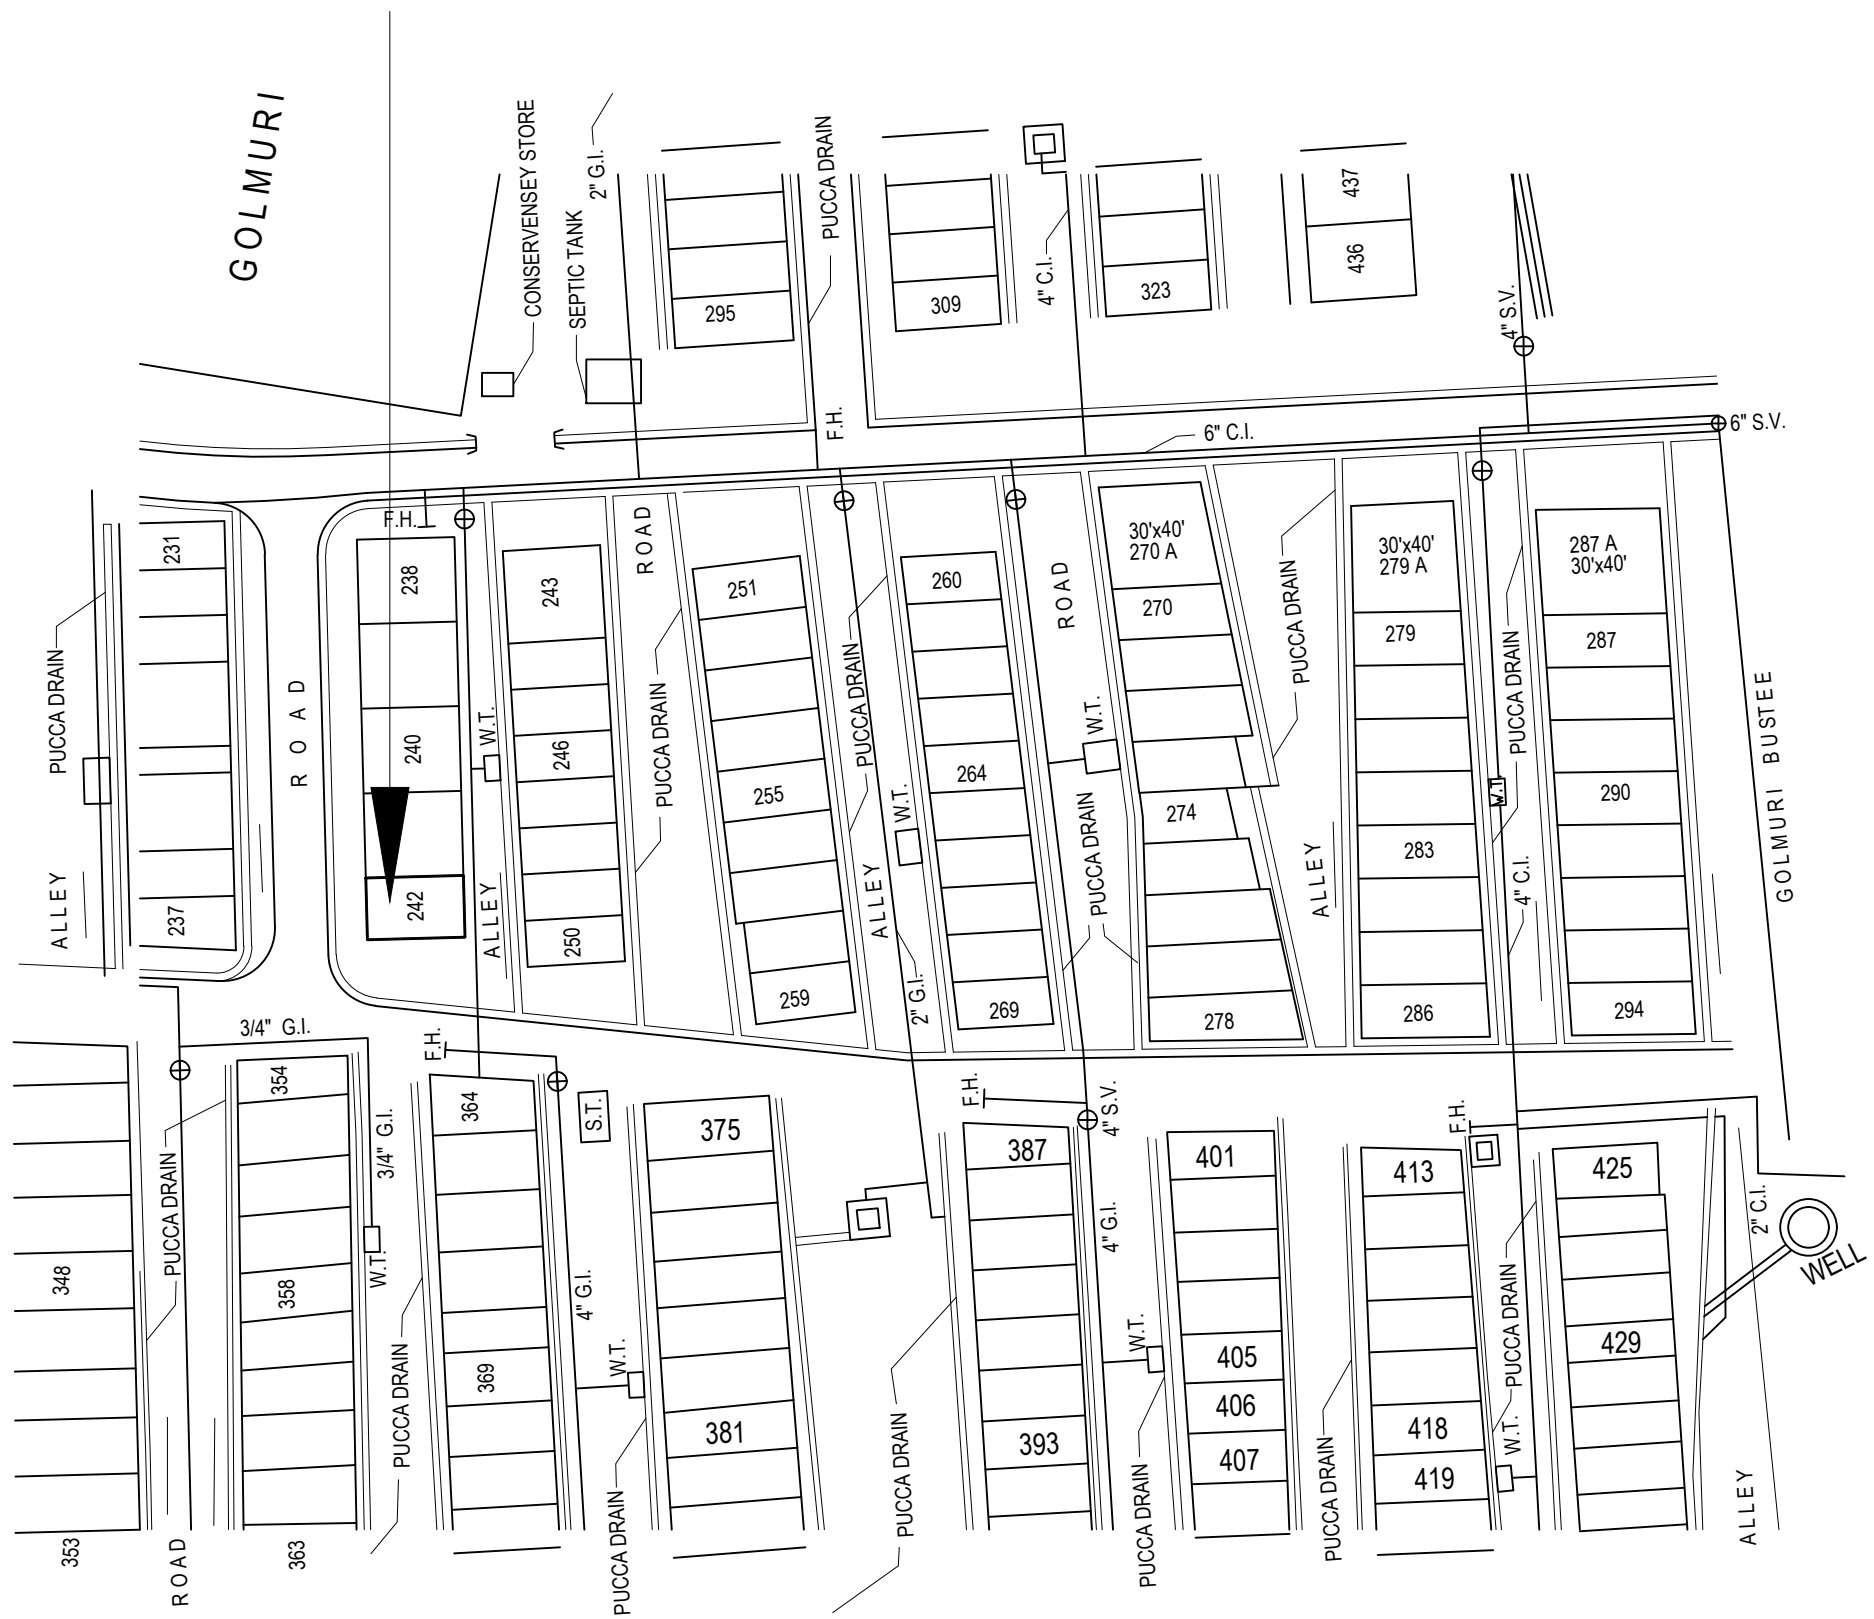 GOLMURI
CONSERVENSEY STORE
SEPTIC TANK
2" G.I.
PUCCA DRAIN
4" C.I.
437
436
295
309
323
4" S.V.
F.H.
6" C.I.
6" S.V.
F.H.
231
238
243
ROAD
251
260
ROAD
30'x40'
270 A
270
PUCCA DRAIN
30'x40'
279 A
279
287 A
30'x40'
287
PUCCA DRAIN
PUCCA DRAIN
ROAD
240
W.T.
246
PUCCA DRAIN
255
PUCCA DRAIN
W.T.
264
W.T.
274
PUCCA DRAIN
W.T.
290
GOLMURI BUSTEE
ALLEY
237
242
ALLEY
250
259
ALLEY
2" G.I.
269
278
ALLEY
283
286
4" C.I.
294
3/4" G.I.
F.H.
F.H.
4" S.V.
F.H.
354
364
S.T.
375
387
401
413
425
3/4" G.I.
PUCCA DRAIN
348
358
W.T.
4" G.I.
4" G.I.
2" C.I.
WELL
PUCCA DRAIN
369
W.T.
381
PUCCA DRAIN
393
W.T.
405
406
407
418
419
PUCCA DRAIN
W.T.
429
353
ROAD
363
PUCCA DRAIN
PUCCA DRAIN
PUCCA DRAIN
ALLEY